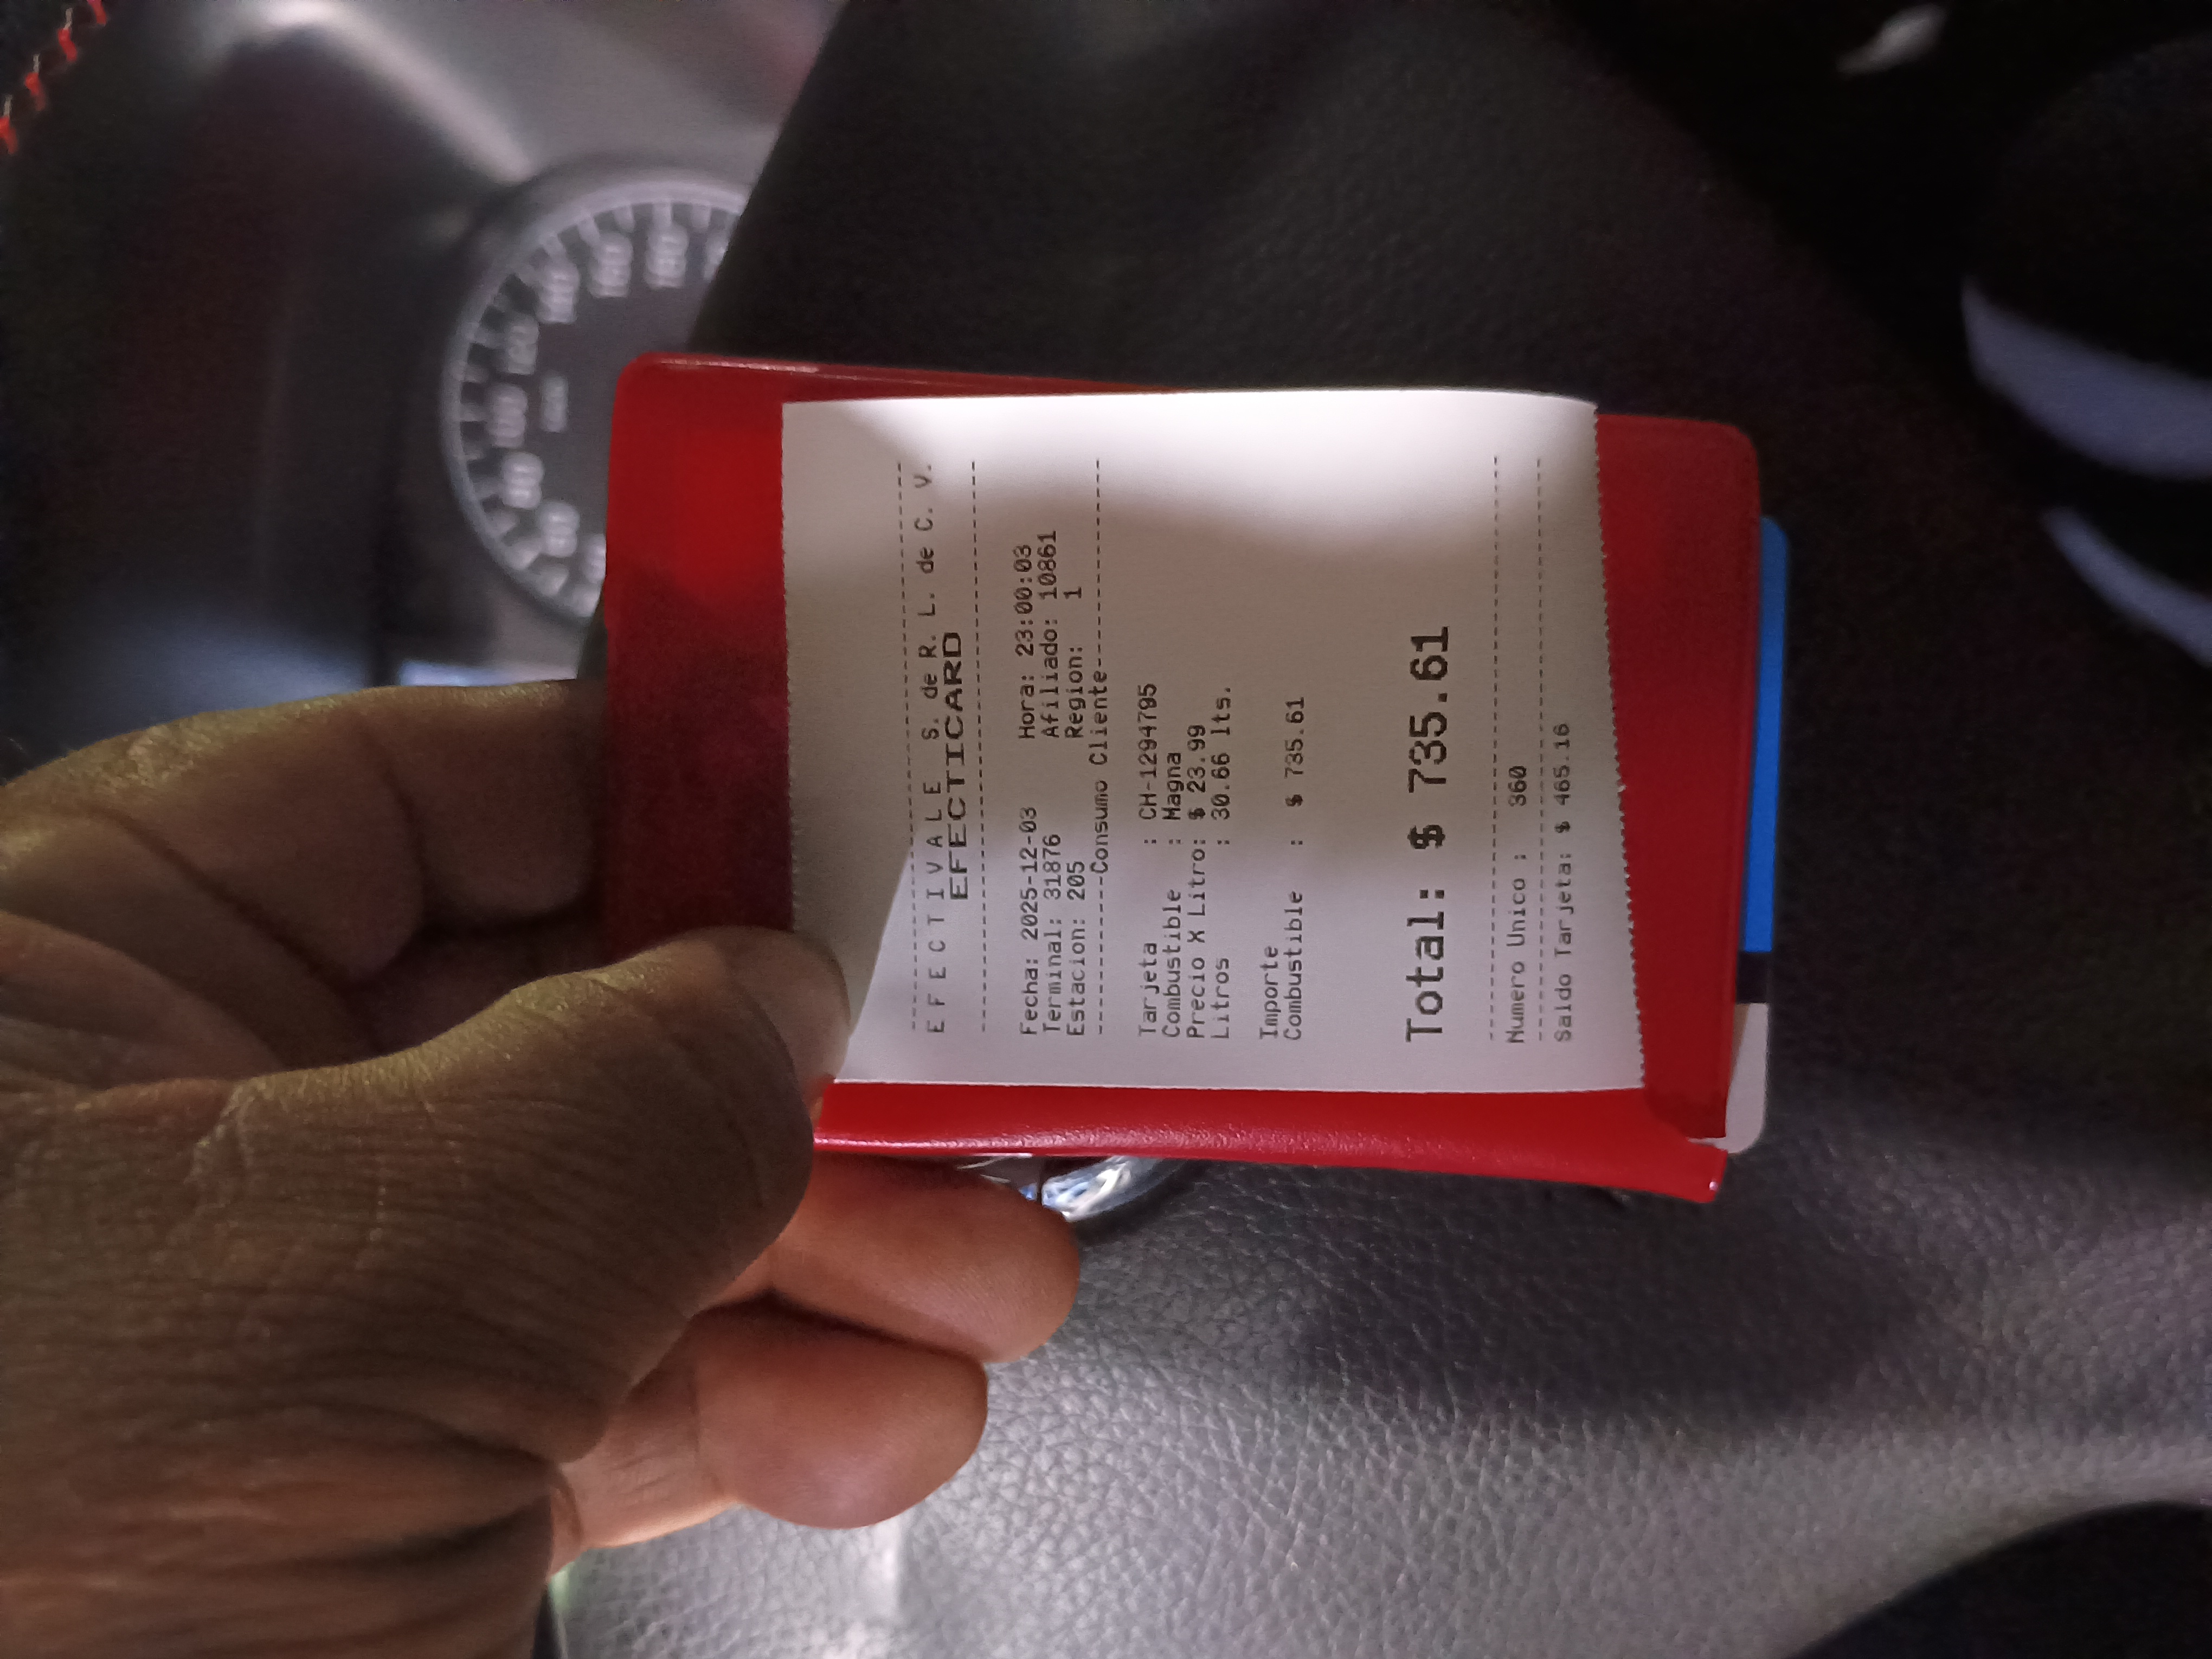 E F E C T I V A L E S. de R. L. de C. V.
EFECTICARD
Fecha: 2025-12-03 Hora: 23:00:03
Terminal: 31876 Afiliado: 10861
Estacion: 205 Region: 1
--------Consumo Cliente--------
Tarjeta : CH-1294795
Combustible : Magna
Precio X Litro: $ 23.99
Litros : 30.66 lts.
Importe
Combustible : $ 735.61
Total: $ 735.61
Numero Unico : 360
Saldo Tarjeta: $ 465.16